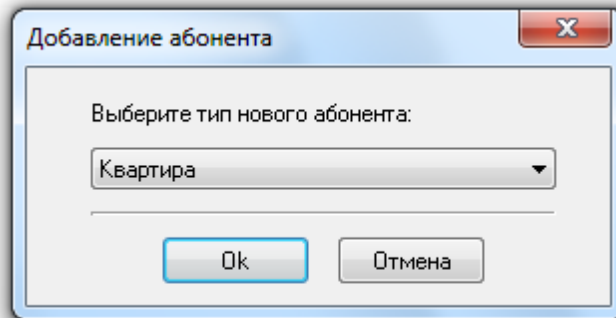 Добавление абонента
Выберите тип нового абонента:
Квартира
Ok
Отмена